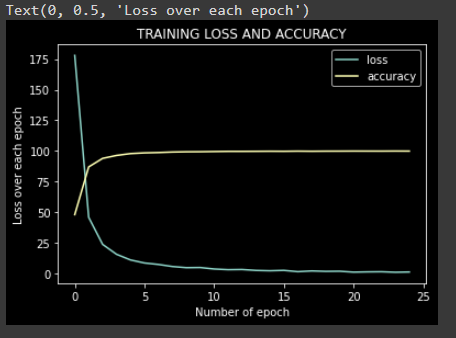 Text(0, 0.5, 'Loss over each epoch')
TRAINING LOSS AND ACCURACY
loss
accuracy
175
150
125
100
75
50
25
0
Loss over each epoch
0 5 10 15 20 25
Number of epoch